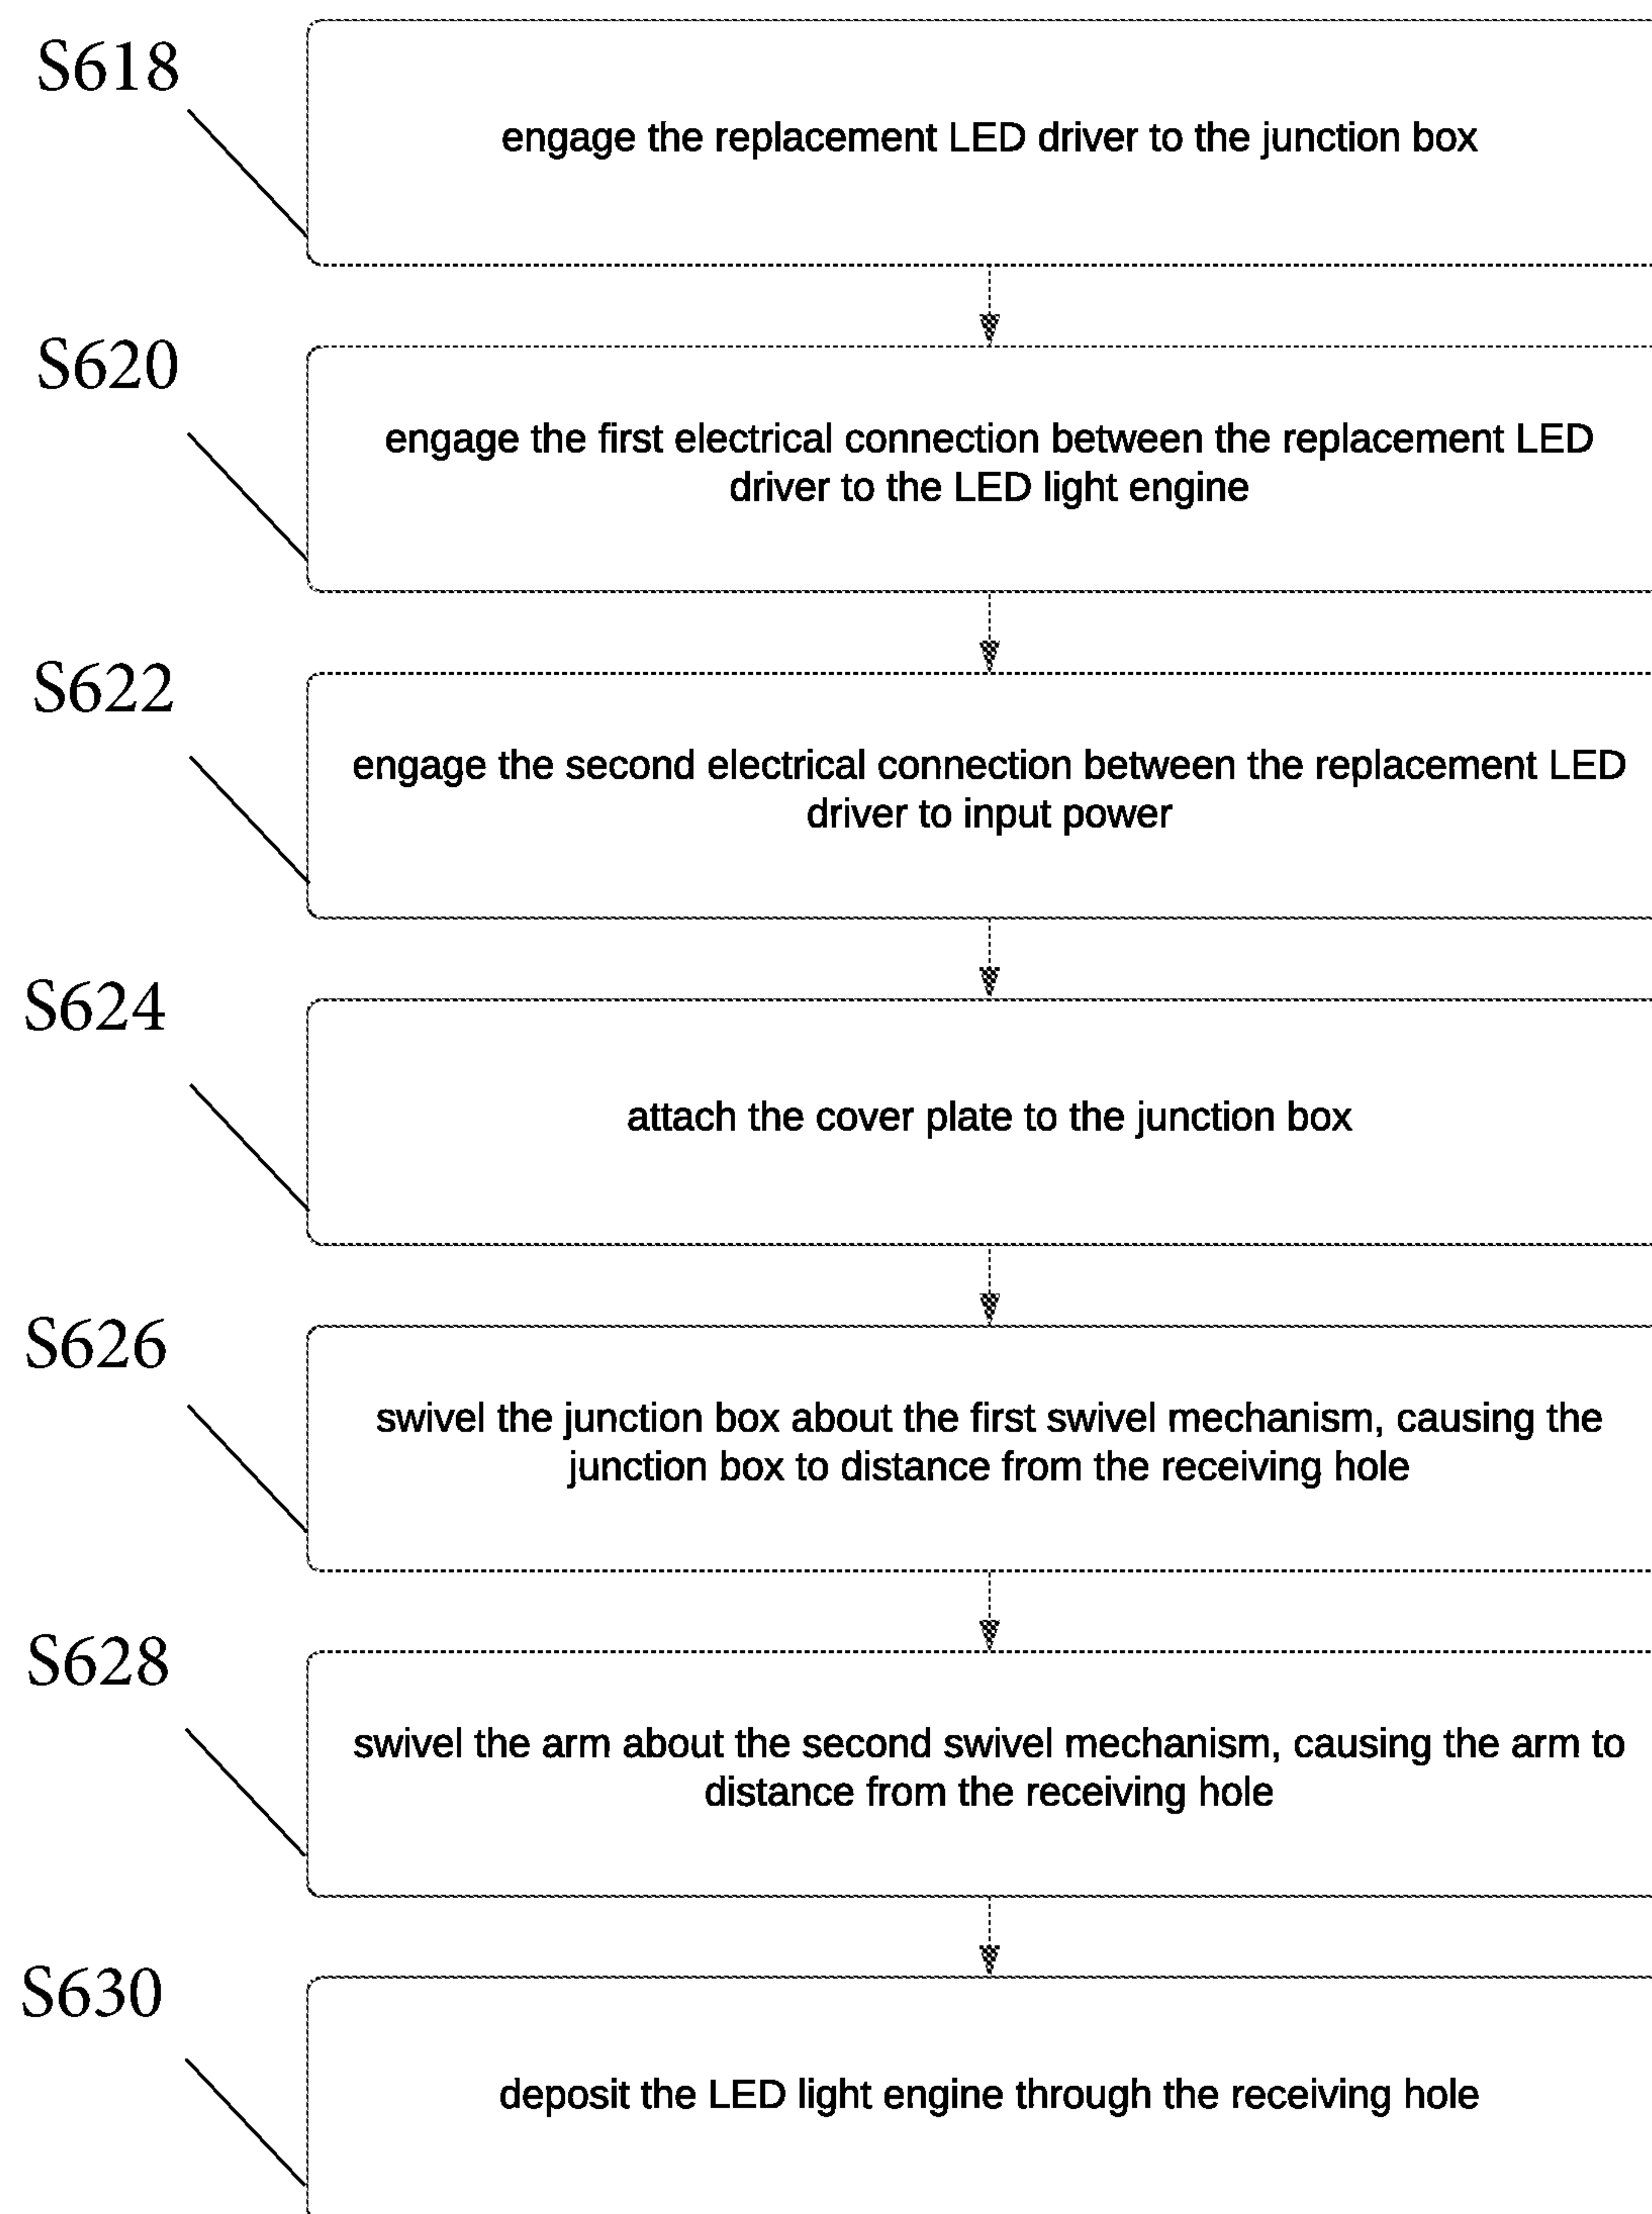 S618
engage the replacement LED driver to the junction box
S620
engage the first electrical connection between the replacement LED
driver to the LED light engine
S622
engage the second electrical connection between the replacement LED
driver to input power
S624
attach the cover plate to the junction box
S626
swivel the junction box about the first swivel mechanism, causing the
junction box to distance from the receiving hole
S628
swivel the arm about the second swivel mechanism, causing the arm to
distance from the receiving hole
S630
deposit the LED light engine through the receiving hole